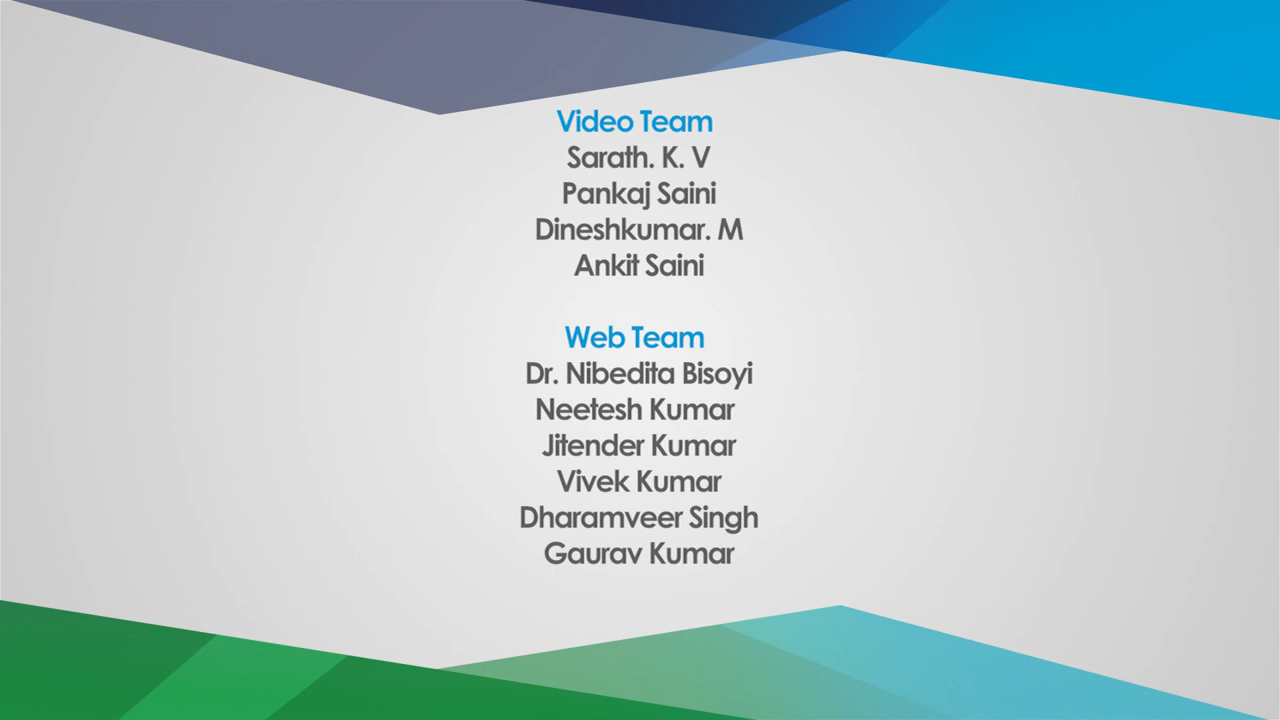 Video Team
Sarath. K. V
Pankaj Saini
Dineshkumar. M
Ankit Saini
Web Team
Dr. Nibedita Bisoyi
Neetesh Kumar
Jitender Kumar
Vivek Kumar
Dharamveer Singh
Gaurav Kumar